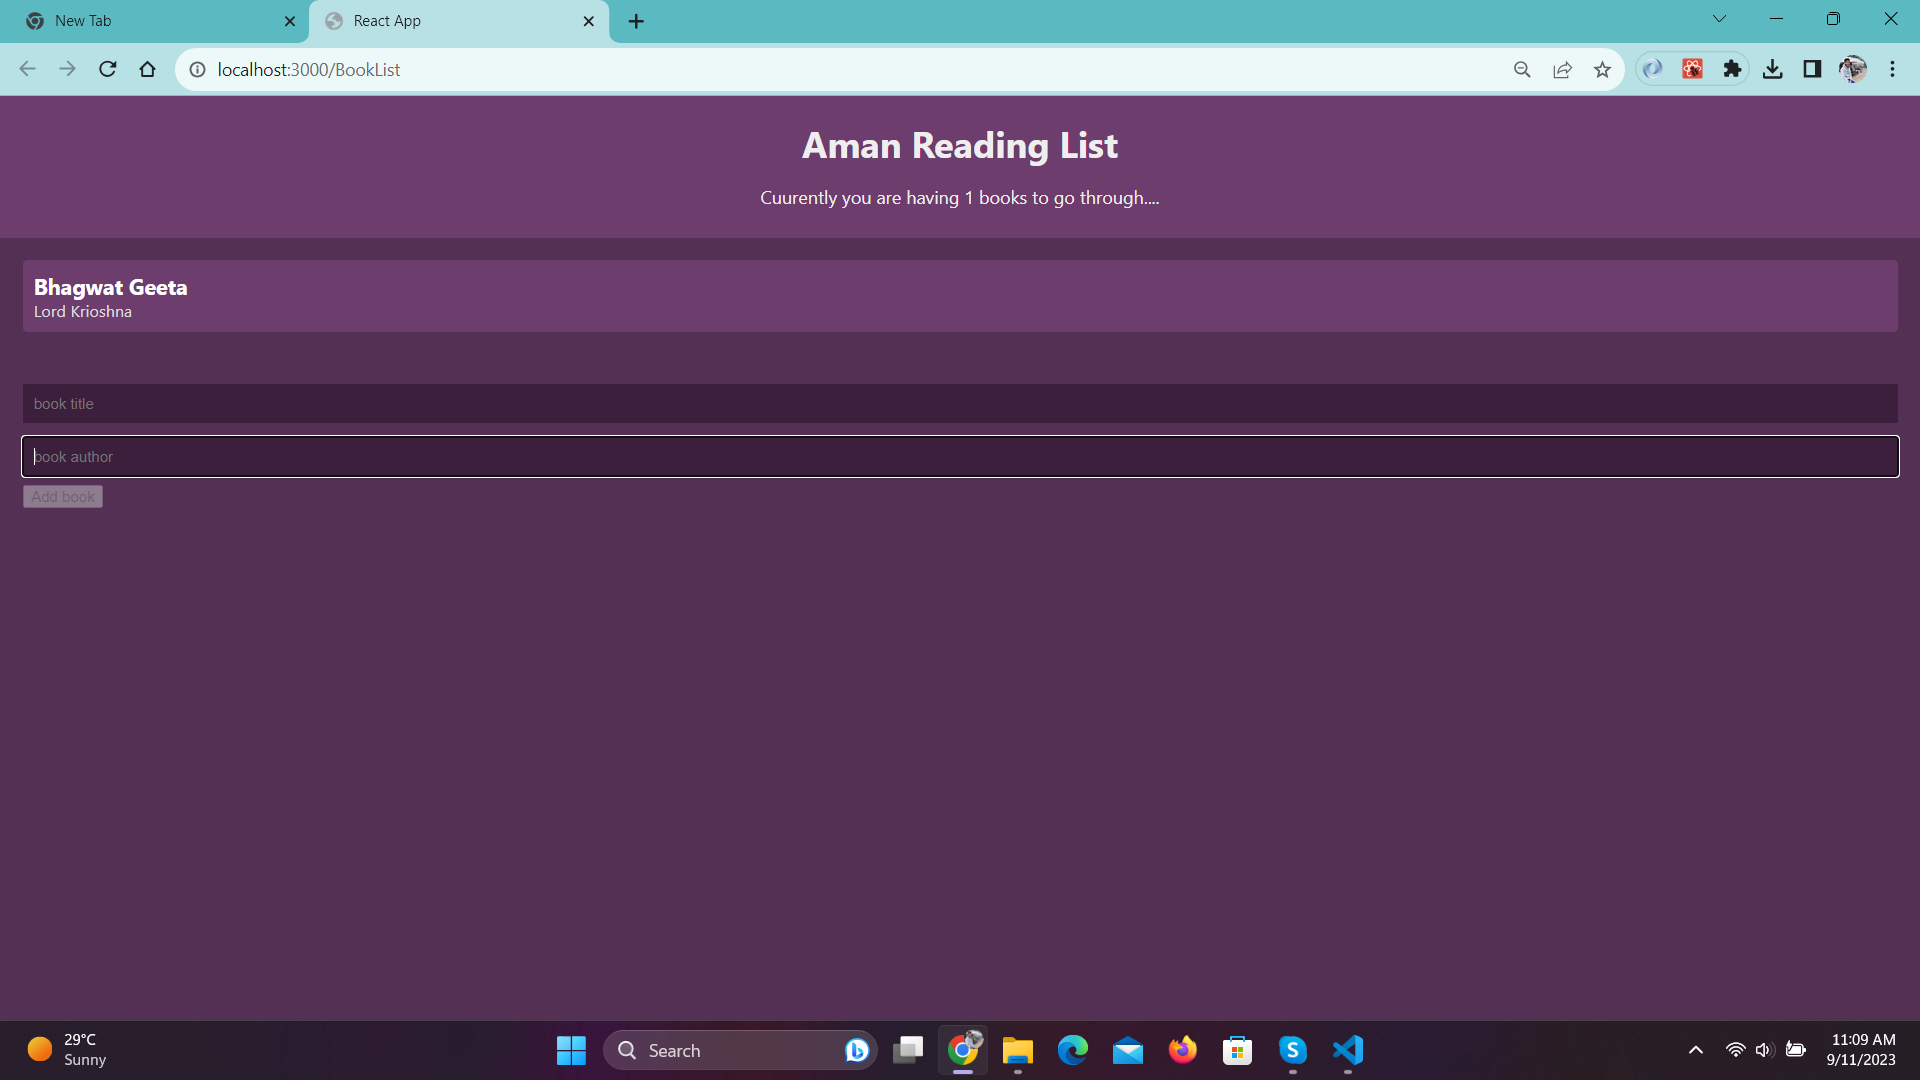 New Tab
React App
localhost:3000/BookList
Aman Reading List
Cuurently you are having 1 books to go through....
Bhagwat Geeta
Lord Krioshna
book title
book author
Add book
29°C
Sunny
Search
11:09 AM
9/11/2023